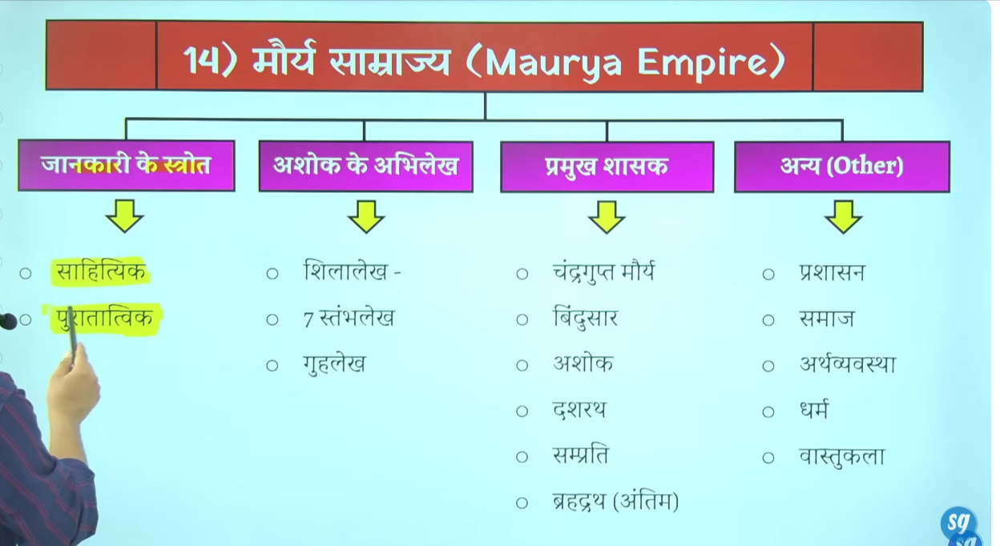 14) मौर्य साम्राज्य (Maurya Empire)
जानकारी के स्त्रोत
साहित्यिक
पुरातात्विक
अशोक के अभिलेख
शिलालेख -
7 स्तंभलेख
गुहलेख
प्रमुख शासक
चंद्रगुप्त मौर्य
बिंदुसार
अशोक
दशरथ
सम्प्रति
ब्रहद्रथ (अंतिम)
अन्य (Other)
प्रशासन
समाज
अर्थव्यवस्था
धर्म
वास्तुकला
sg
sg